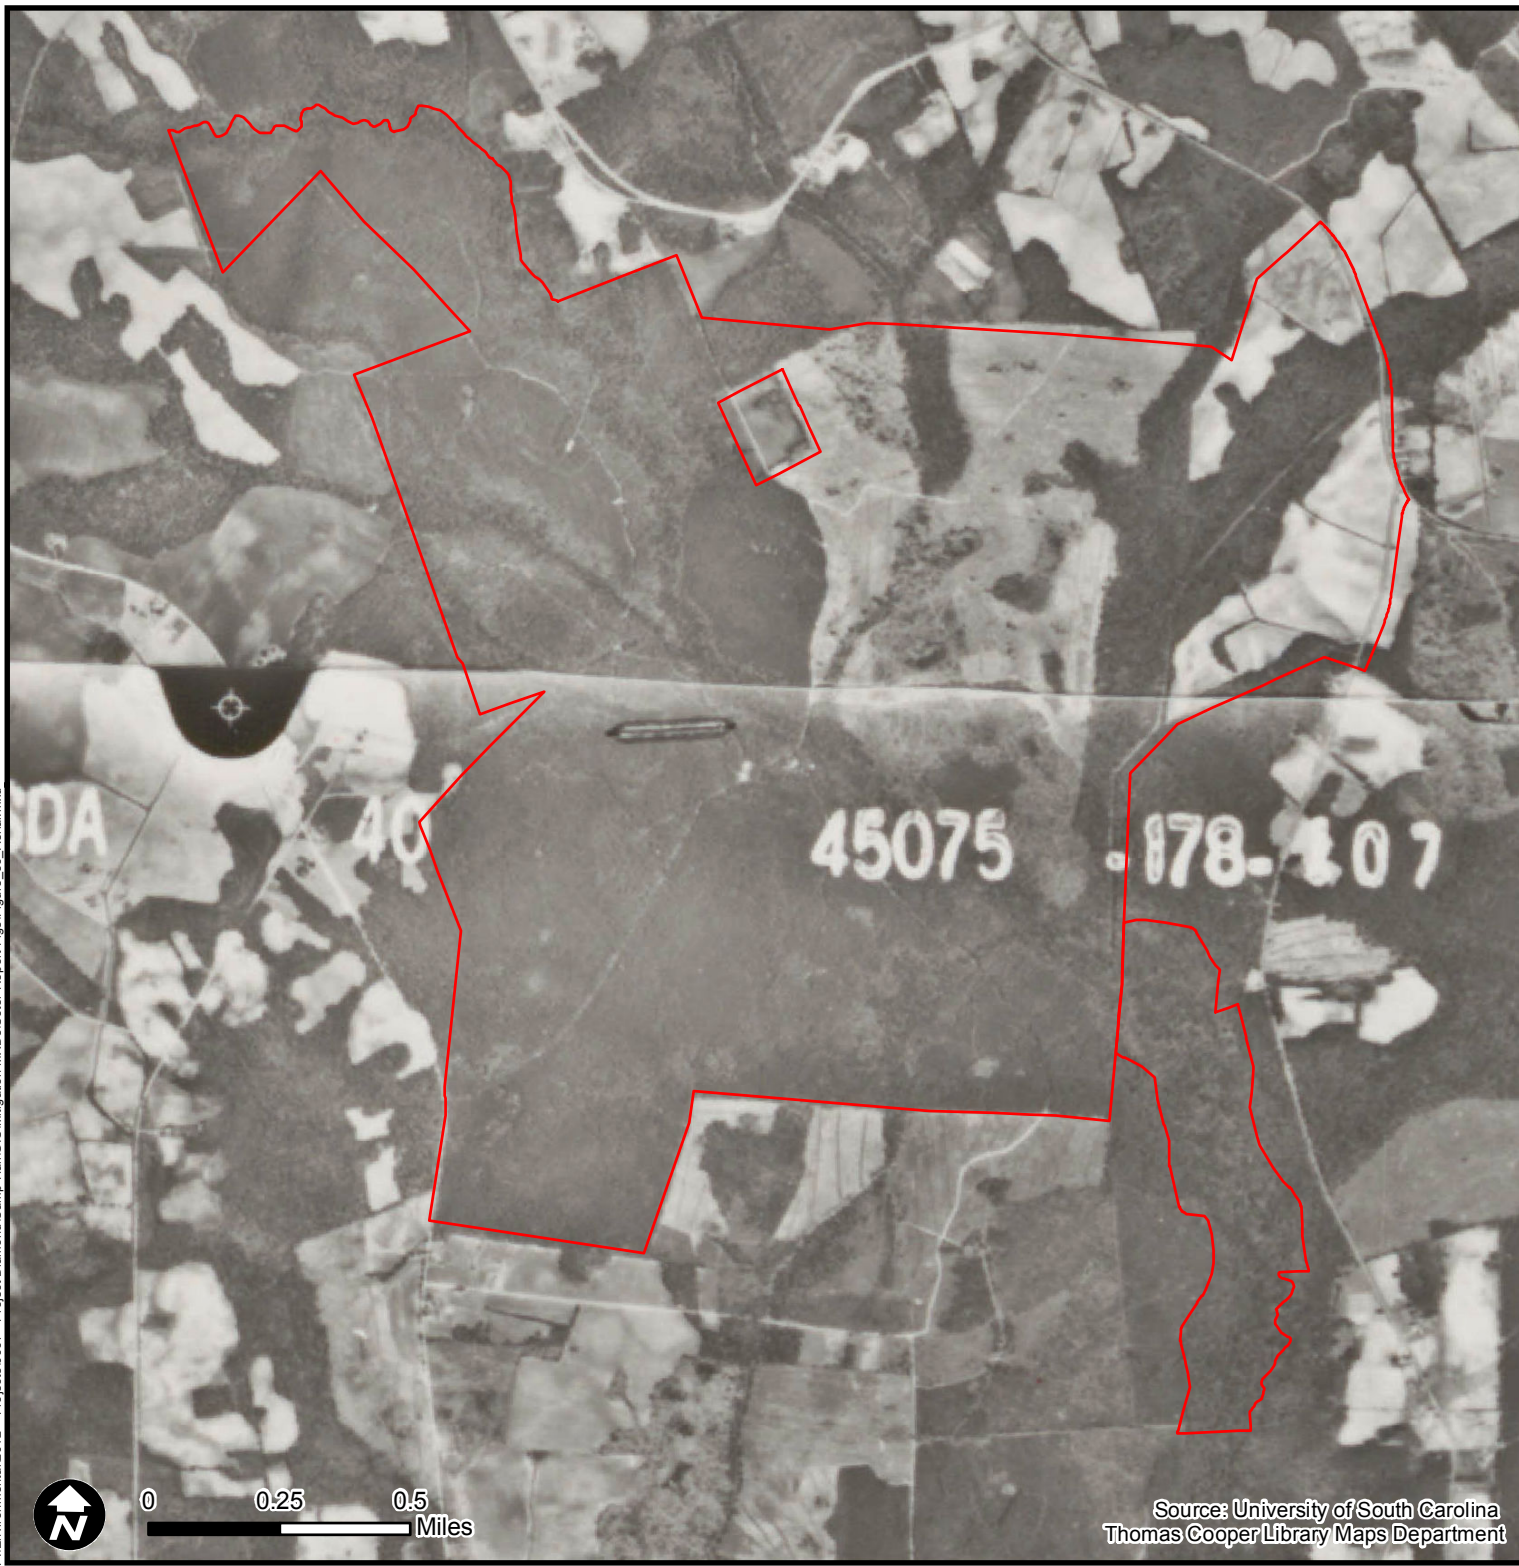 SDA 40 45075 -178- 107
N
0 0.25 0.5
Miles
Source: University of South Carolina
Thomas Cooper Library Maps Department